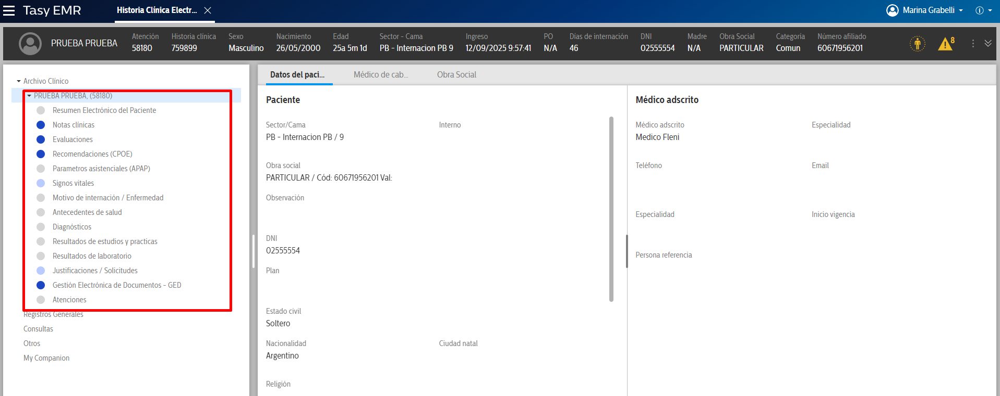 Tasy EMR
Historia Clínica Electr...
Marina Grabelli
PRUEBA PRUEBA
Atención
58180
Historia clínica
759899
Sexo
Masculino
Nacimiento
26/05/2000
Edad
25a 5m 1d
Sector - Cama
PB - Internacion PB 9
Ingreso
12/09/2025 9:57:41
PO
N/A
Días de internación
46
DNI
02555554
Madre
N/A
Obra Social
PARTICULAR
Categoría
Comun
Número afiliado
60671956201
8
Archivo Clínico
PRUEBA PRUEBA, (58180)
Resumen Electrónico del Paciente
Notas clínicas
Evaluaciones
Recomendaciones (CPOE)
Parametros asistenciales (APAP)
Signos vitales
Motivo de internación / Enfermedad
Antecedentes de salud
Diagnósticos
Resultados de estudios y practicas
Resultados de laboratorio
Justificaciones / Solicitudes
Gestión Electrónica de Documentos - GED
Atenciones
Registros Generales
Consultas
Otros
My Companion
Datos del paci...
Médico de cab...
Obra Social
Paciente
Sector/Cama
PB - Internacion PB / 9
Interno
Obra social
PARTICULAR / Cód: 60671956201 Val:
Observación
DNI
02555554
Plan
Estado civil
Soltero
Nacionalidad
Argentino
Ciudad natal
Religión
Médico adscrito
Médico adscrito
Medico Fleni
Especialidad
Teléfono
Email
Especialidad
Inicio vigencia
Persona referencia